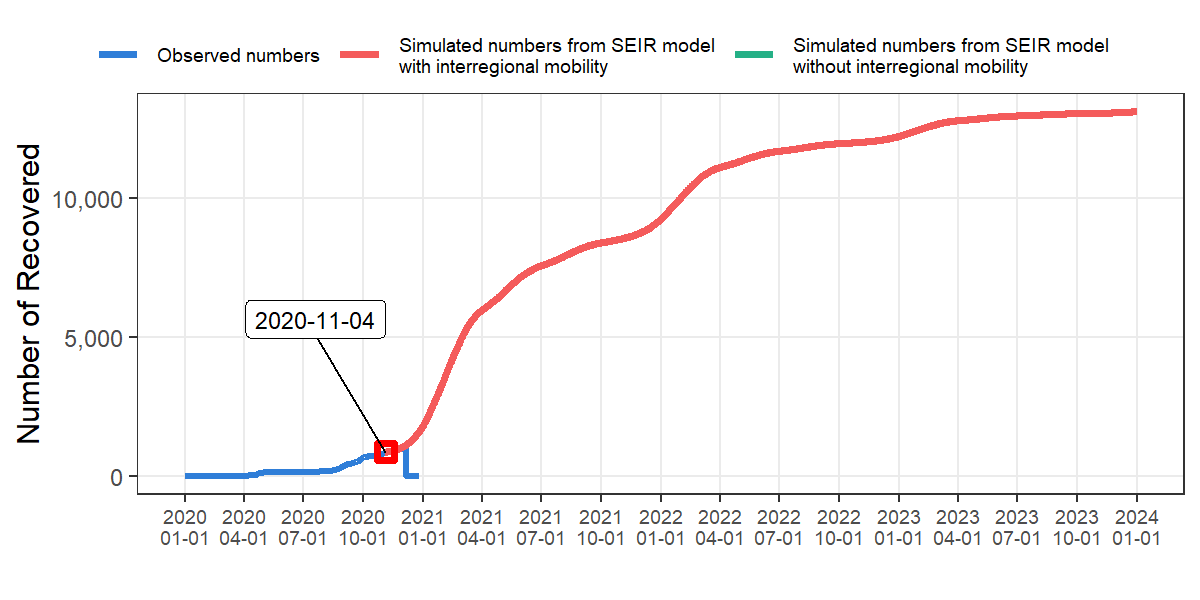 Observed numbers
Simulated numbers from SEIR model
with interregional mobility
Simulated numbers from SEIR model
without interregional mobility
Number of Recovered
10,000
5,000
0
2020-11-04
2020 2020 2020 2020 2021 2021 2021 2021 2022 2022 2022 2022 2023 2023 2023 2023 2024
01-01 04-01 07-01 10-01 01-01 04-01 07-01 10-01 01-01 04-01 07-01 10-01 01-01 04-01 07-01 10-01 01-01